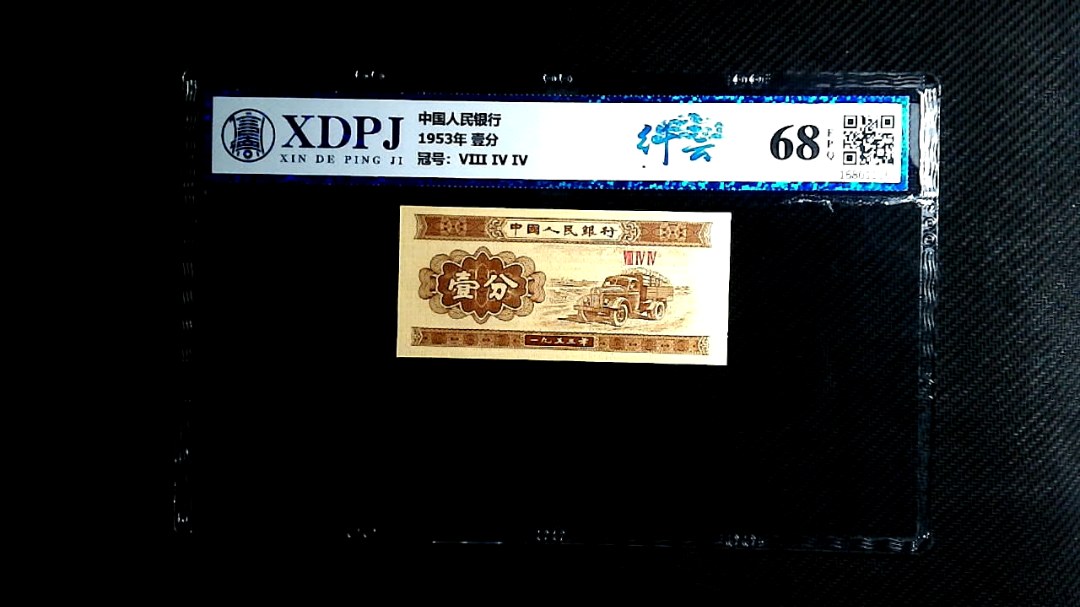 XDPJ
XIN DE PING JI
中国人民银行
1953年 壹分
冠号: VIII IV IV
68
EPQ
中國人民銀行
VIII IV IV
壹分
一九五三年